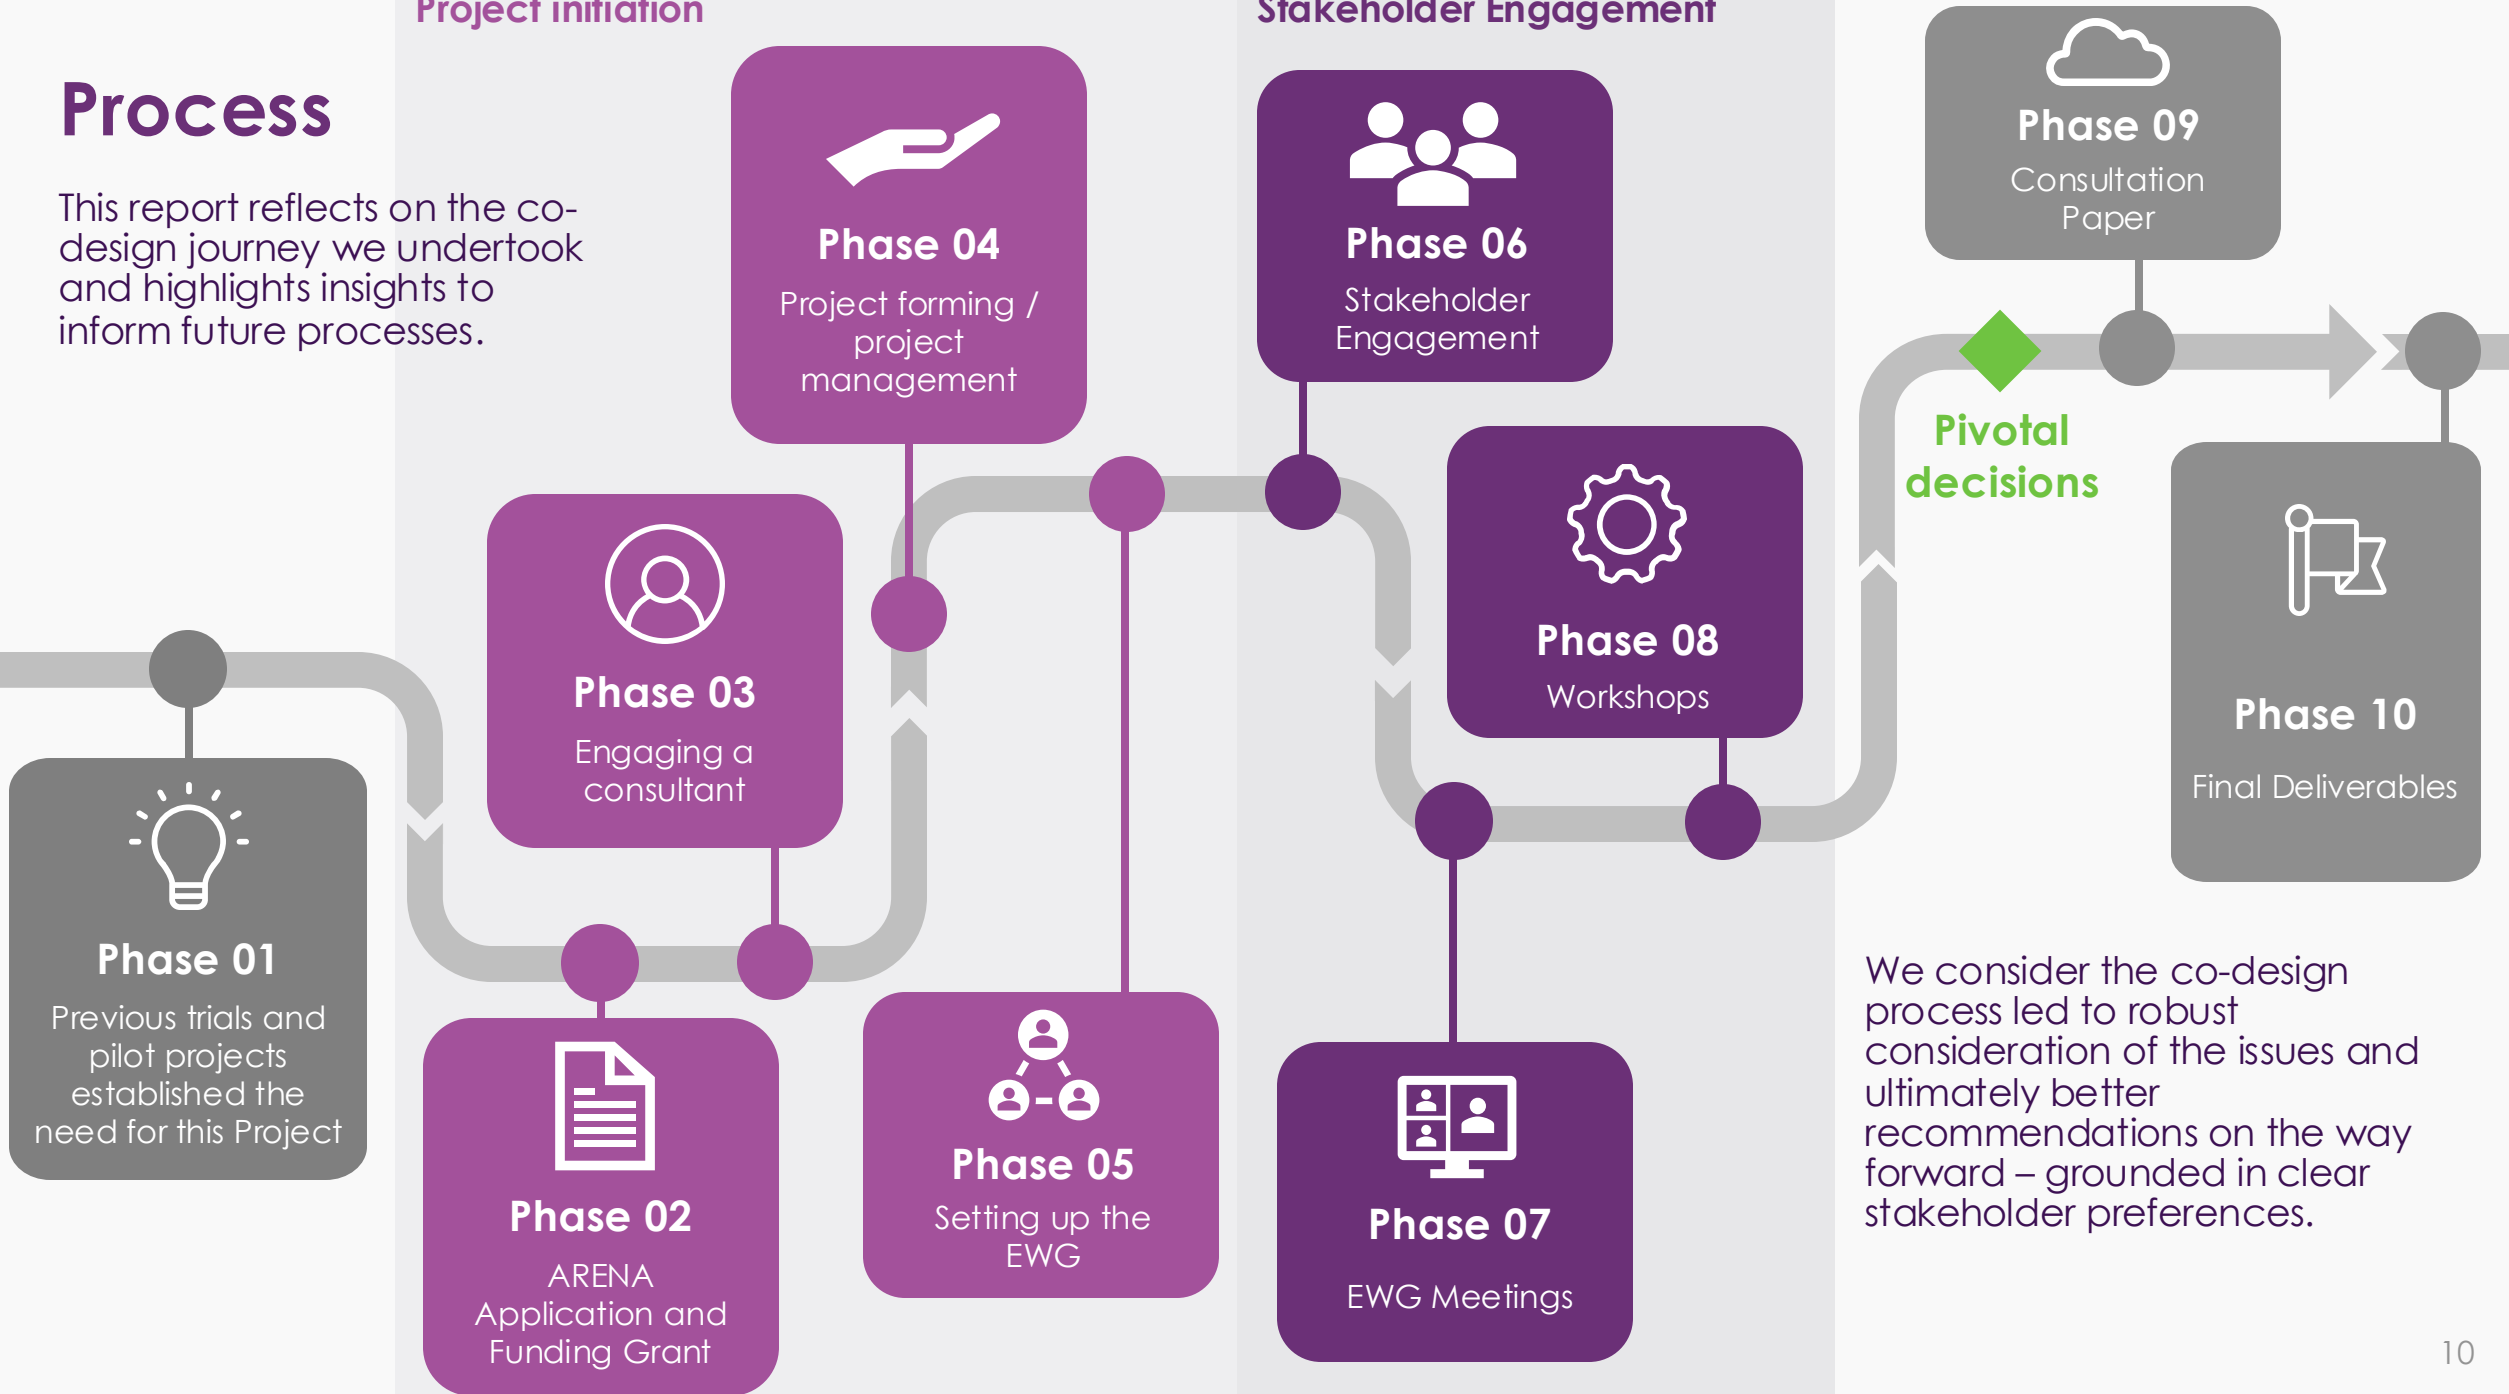 Project initiation
Stakeholder Engagement
Process
This report reflects on the co-
design journey we undertook
and highlights insights to
inform future processes.
Phase 01
Previous trials and
pilot projects
established the
need for this Project
Phase 02
ARENA
Application and
Funding Grant
Phase 03
Engaging a
consultant
Phase 04
Project forming /
project
management
Phase 05
Setting up the
EWG
Phase 06
Stakeholder
Engagement
Phase 07
EWG Meetings
Phase 08
Workshops
Pivotal
decisions
Phase 09
Consultation
Paper
Phase 10
Final Deliverables
We consider the co-design
process led to robust
consideration of the issues and
ultimately better
recommendations on the way
forward – grounded in clear
stakeholder preferences.
10